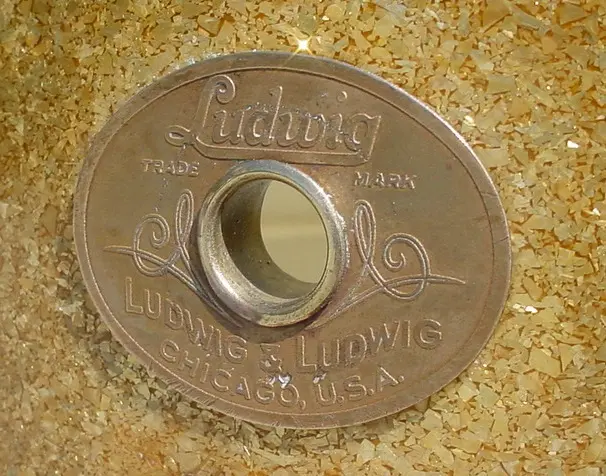 Ludwig
TRADE MARK
LUDWIG & LUDWIG
CHICAGO, U.S.A.